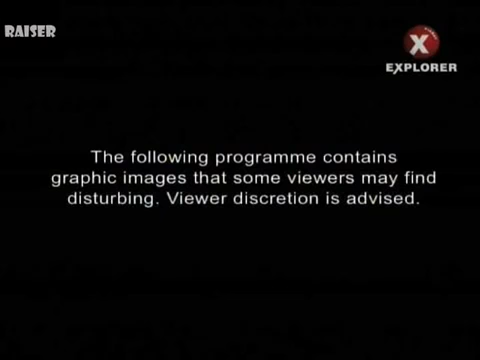 RAISER
X
EXPLORER
The following programme contains
graphic images that some viewers may find
disturbing. Viewer discretion is advised.